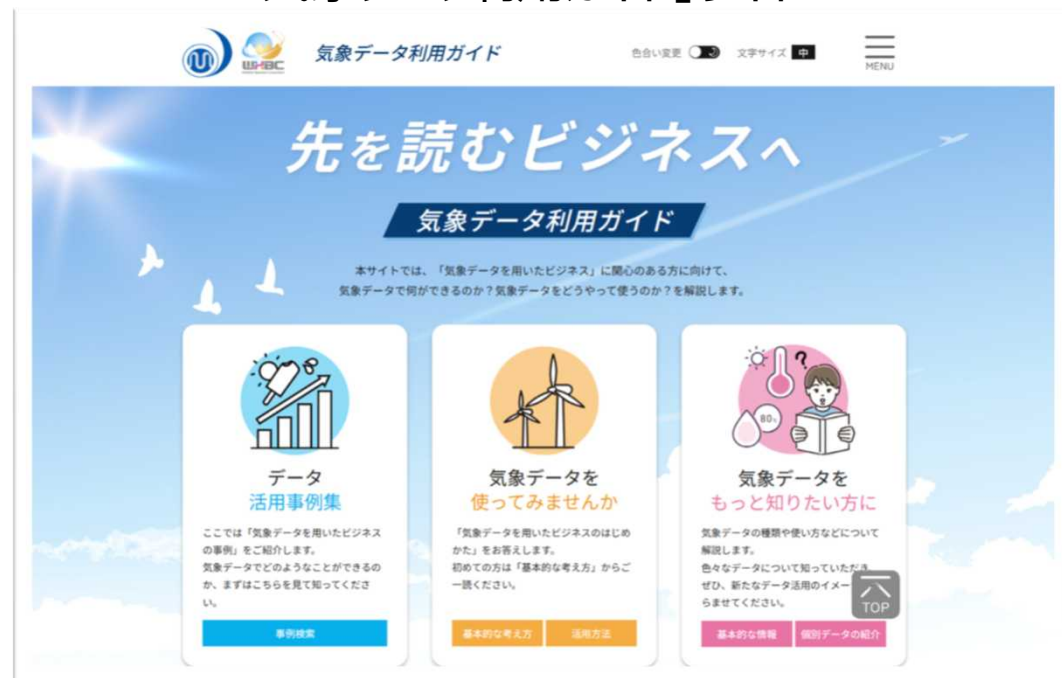 WXBC
気象データ利用ガイド
色合い変更
文字サイズ 中
MENU
先を読むビジネスへ
気象データ利用ガイド
本サイトでは、「気象データを用いたビジネス」に関心のある方に向けて、
気象データで何ができるのか？気象データをどうやって使うのか？を解説します。
データ
活用事例集
ここでは「気象データを用いたビジネス
の事例」をご紹介します。
気象データでどのようなことができるの
か、まずはこちらを見て知ってくださ
い。
事例検索
気象データを
使ってみませんか
「気象データを用いたビジネスのはじめ
かた」をお答えします。
初めての方は「基本的な考え方」からご
一読ください。
基本的な考え方
活用方法
?
80%
気象データを
もっと知りたい方に
気象データの種類や使い方などについて
解説します。
色々なデータについて知っていただき、
ぜひ、新たなデータ活用のイメー
らませてください。
TOP
基本的な情報
個別データの紹介